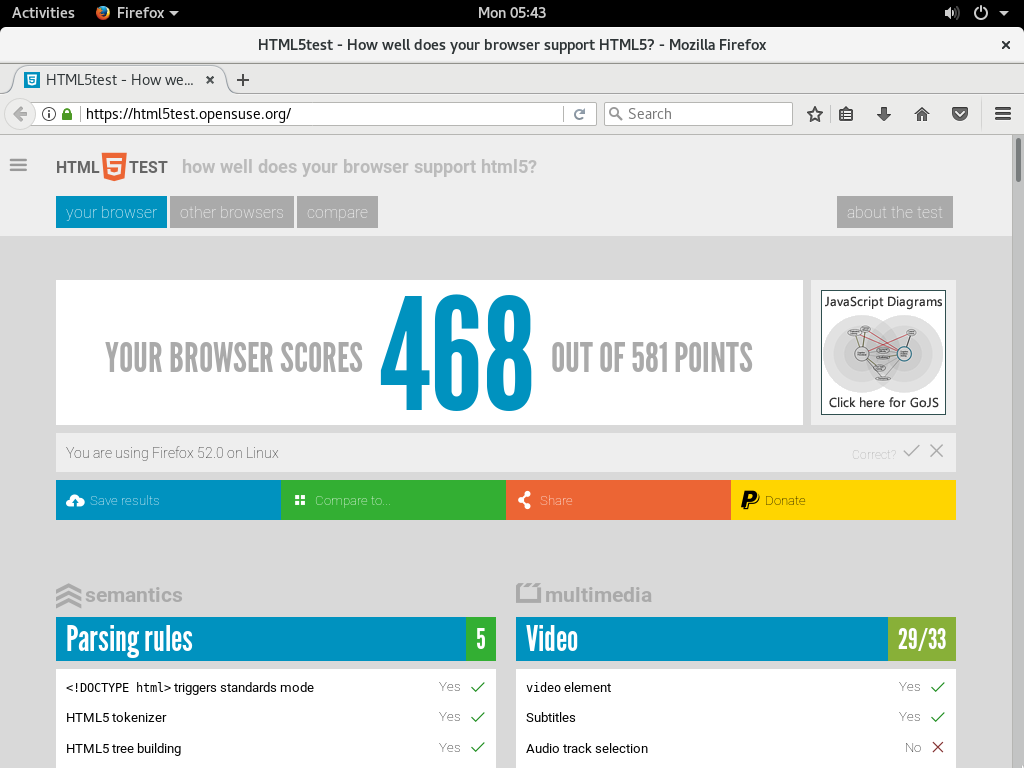 Activities Firefox Mon 05:43
HTML5test - How well does your browser support HTML5? - Mozilla Firefox
HTML5test - How we...
https://html5test.opensuse.org/ Search
HTML 5 TEST how well does your browser support html5?
your browser other browsers compare about the test
YOUR BROWSER SCORES 468 OUT OF 581 POINTS
JavaScript Diagrams
Click here for GoJS
You are using Firefox 52.0 on Linux Correct?
Save results Compare to... Share Donate
semantics
Parsing rules 5
<!DOCTYPE html> triggers standards mode Yes
HTML5 tokenizer Yes
HTML5 tree building Yes
multimedia
Video 29/33
video element Yes
Subtitles Yes
Audio track selection No